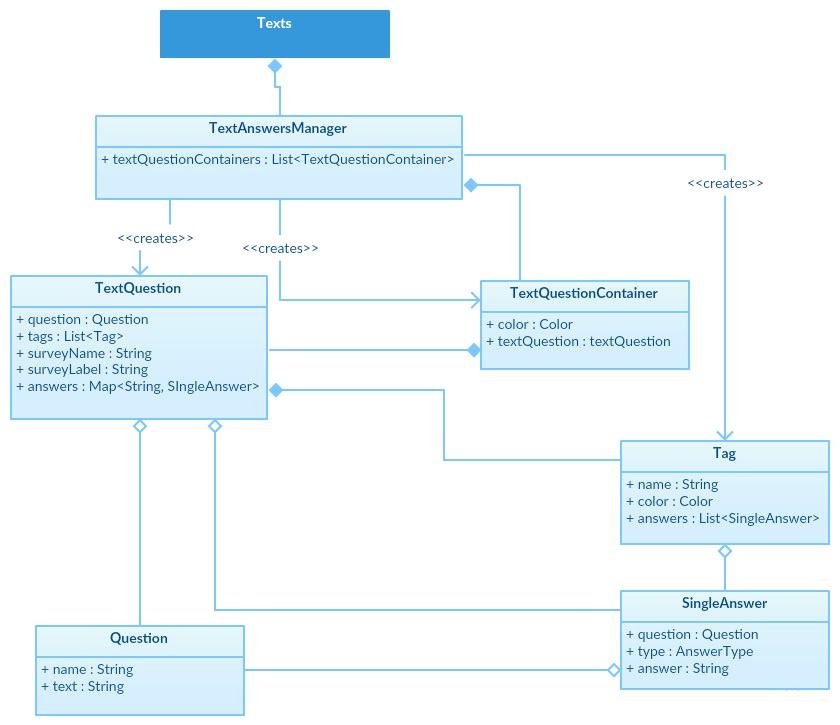 Texts
TextAnswersManager
+ textQuestionContainers : List<TextQuestionContainer>
<<creates>>
<<creates>>
<<creates>>
TextQuestion
+ question : Question
+ tags : List<Tag>
+ surveyName : String
+ surveyLabel : String
+ answers : Map<String, SIngleAnswer>
TextQuestionContainer
+ color : Color
+ textQuestion : textQuestion
Tag
+ name : String
+ color : Color
+ answers : List<SingleAnswer>
SingleAnswer
+ question : Question
+ type : AnswerType
+ answer : String
Question
+ name : String
+ text : String